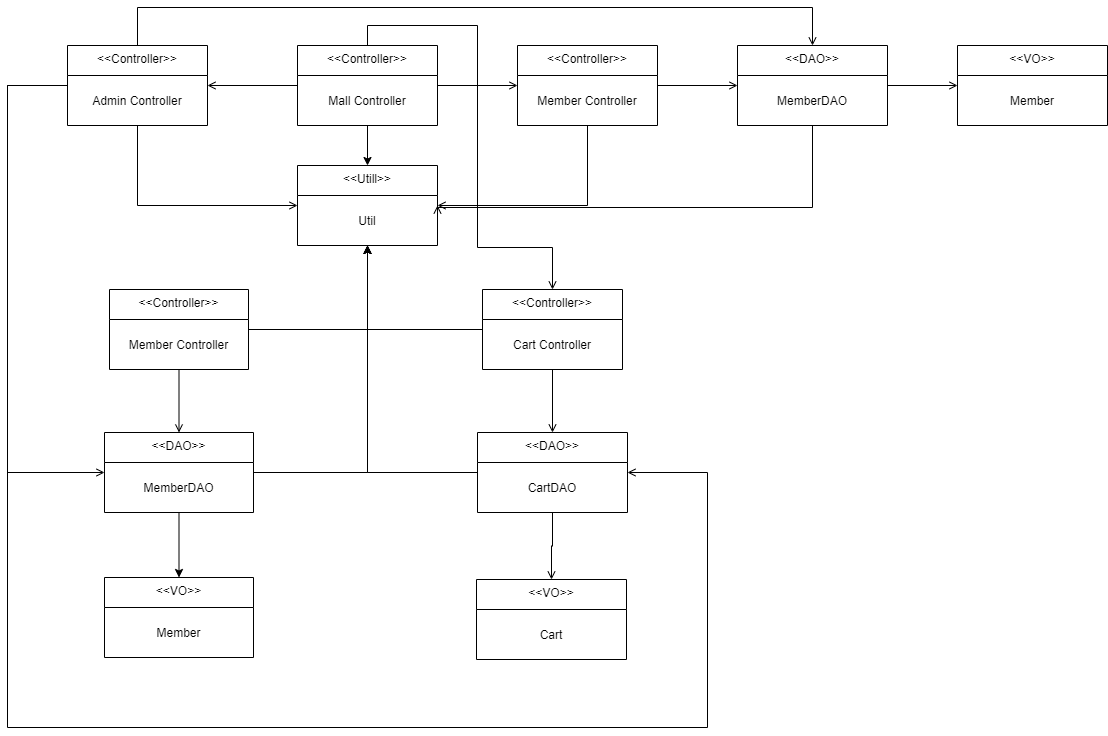 <<Controller>>
Admin Controller
<<Controller>>
Mall Controller
<<Controller>>
Member Controller
<<DAO>>
MemberDAO
<<VO>>
Member
<<Utill>>
Util
<<Controller>>
Member Controller
<<Controller>>
Cart Controller
<<DAO>>
MemberDAO
<<DAO>>
CartDAO
<<VO>>
Member
<<VO>>
Cart